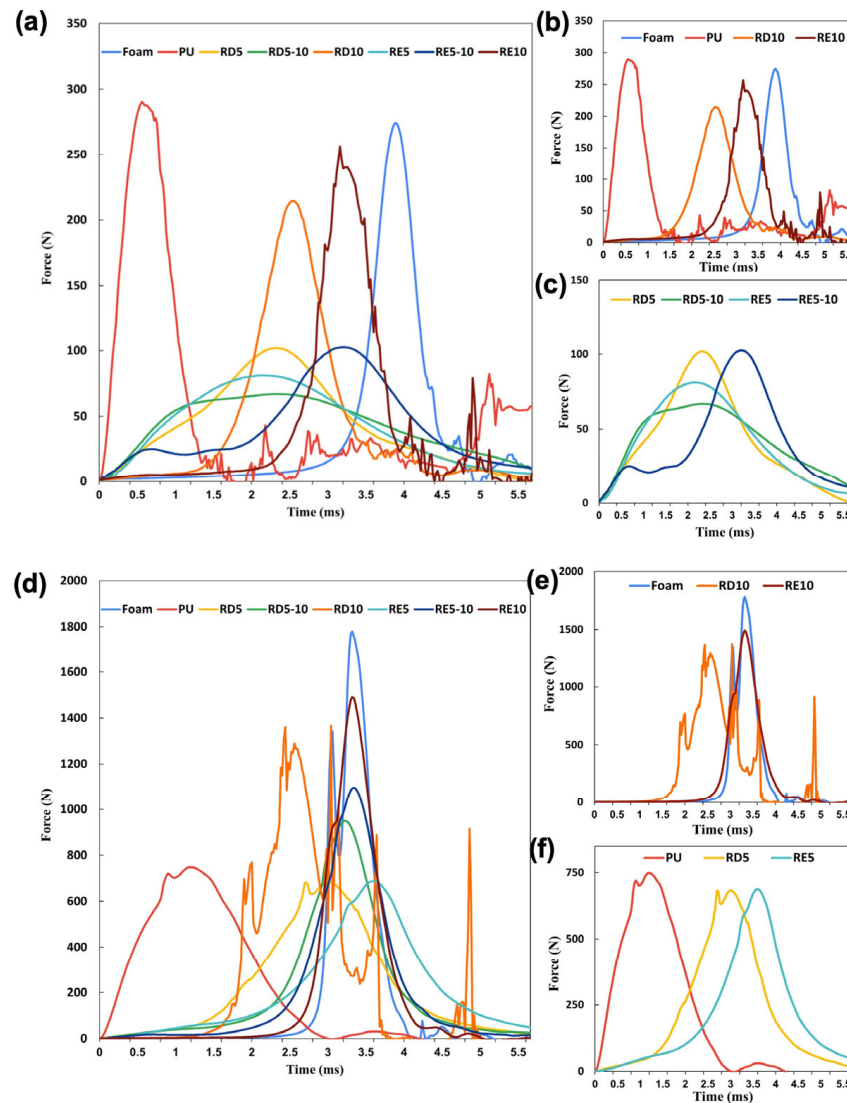 (a)
350
Foam PU RD5 RD5-10 RD10 RE5 RE5-10 RE10
300
250
200
150
100
50
0
Force (N)
0 0.5 1 1.5 2 2.5 3 3.5 4 4.5 5 5.5
Time (ms)
(b)
350
Foam PU RD10 RE10
300
250
200
150
100
50
0
Force (N)
0 0.5 1 1.5 2 2.5 3 3.5 4 4.5 5 5.5
Time (ms)
(c)
150
RD5 RD5-10 RE5 RE5-10
100
50
0
Force (N)
0 0.5 1 1.5 2 2.5 3 3.5 4 4.5 5 5.5
Time (ms)
(d)
2000
Foam PU RD5 RD5-10 RD10 RE5 RE5-10 RE10
1800
1600
1400
1200
1000
800
600
400
200
0
Force (N)
0 0.5 1 1.5 2 2.5 3 3.5 4 4.5 5 5.5
Time (ms)
(e)
2000
Foam RD10 RE10
1500
1000
500
0
Force (N)
0 0.5 1 1.5 2 2.5 3 3.5 4 4.5 5 5.5
Time (ms)
(f)
PU RD5 RE5
750
500
250
0
Force (N)
0 0.5 1 1.5 2 2.5 3 3.5 4 4.5 5 5.5
Time (ms)